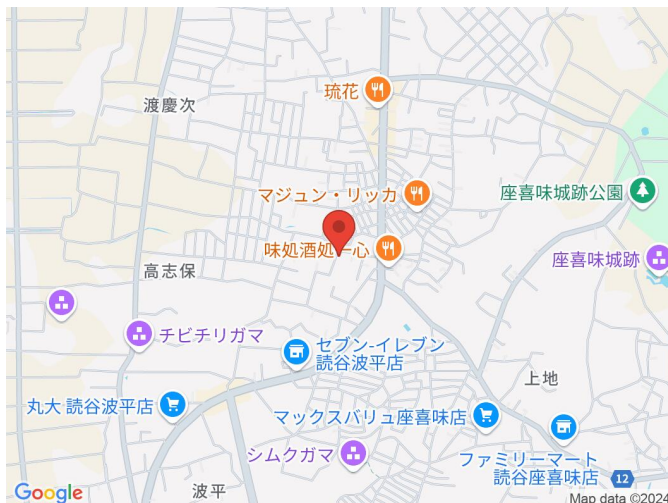 琉花
渡慶次
マジュン・リッカ
座喜味城跡公園
味処酒処一心
座喜味城跡
高志保
チビチリガマ
セブン-イレブン
読谷波平店
上地
丸大 読谷波平店
マックスバリュ座喜味店
シムクガマ
ファミリーマート
読谷座喜味店
12
波平
Google
Map data ©2024